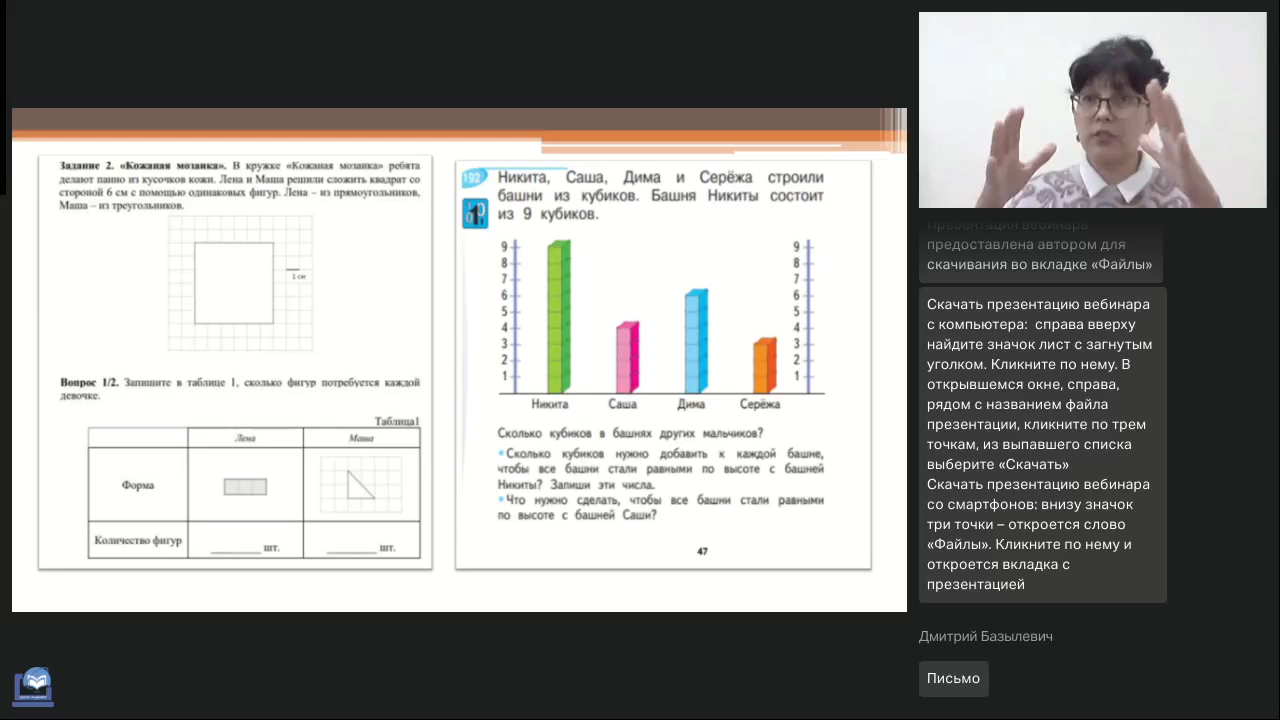 Задание 2. «Кожаная мозаика». В кружке «Кожаная мозаика» ребята
делают панно из кусочков кожи. Лена и Маша решили сложить квадрат со
стороной 6 см с помощью одинаковых фигур. Лена – из прямоугольников,
Маша – из треугольников.
1 см
Вопрос 1/2. Запишите в таблице 1, сколько фигур потребуется каждой
девочке.
Таблица1
Лена Маша
Форма
Количество фигур ________ шт. ________ шт.
192
Никита, Саша, Дима и Серёжа строили
башни из кубиков. Башня Никиты состоит
из 9 кубиков.
9 9
8 8
7 7
6 6
5 5
4 4
3 3
2 2
1 1
Никита Саша Дима Серёжа
Сколько кубиков в башнях других мальчиков?
• Сколько кубиков нужно добавить к каждой башне,
чтобы все башни стали равными по высоте с башней
Никиты? Запиши эти числа.
• Что нужно сделать, чтобы все башни стали равными
по высоте с башней Саши?
47
Презентация вебинара
предоставлена автором для
скачивания во вкладке «Файлы»
Скачать презентацию вебинара
с компьютера: справа вверху
найдите значок лист с загнутым
уголком. Кликните по нему. В
открывшемся окне, справа,
рядом с названием файла
презентации, кликните по трем
точкам, из выпавшего списка
выберите «Скачать»
Скачать презентацию вебинара
со смартфонов: внизу значок
три точки – откроется слово
«Файлы». Кликните по нему и
откроется вкладка с
презентацией
Дмитрий Базылевич
Письмо